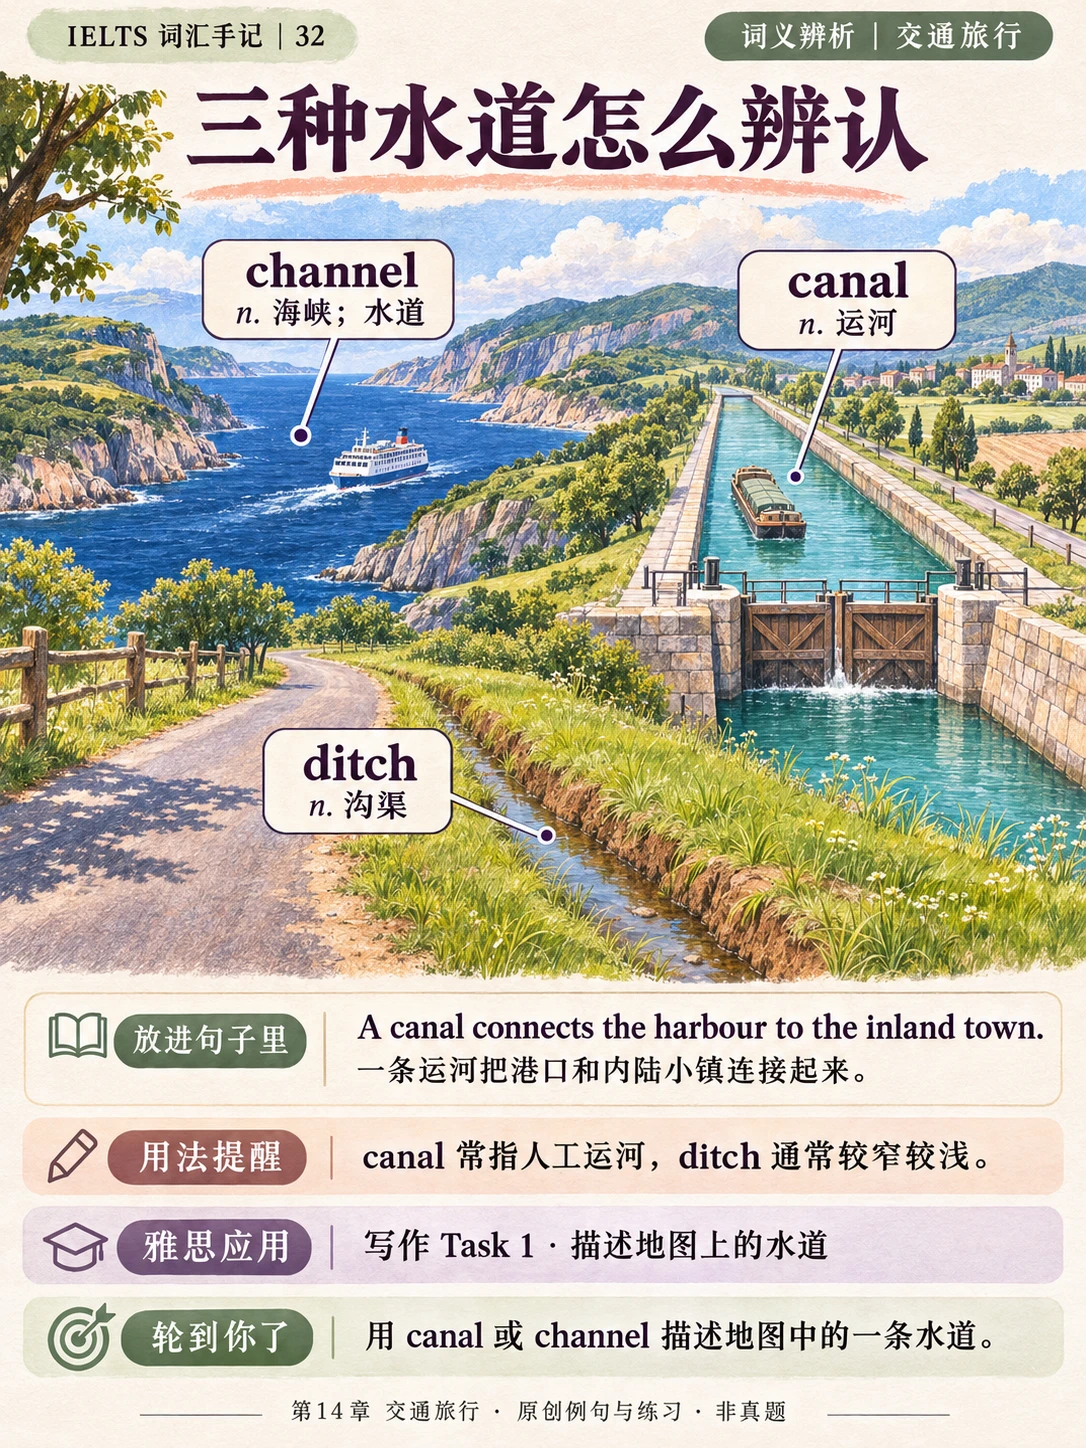 IELTS 词汇手记 | 32
词义辨析 | 交通旅行
三种水道怎么辨认
channel
n. 海峡；水道
canal
n. 运河
ditch
n. 沟渠
放进句子里
A canal connects the harbour to the inland town.
一条运河把港口和内陆小镇连接起来。
用法提醒
canal 常指人工运河，ditch 通常较窄较浅。
雅思应用
写作 Task 1 · 描述地图上的水道
轮到你了
用 canal 或 channel 描述地图中的一条水道。
第14章 交通旅行 · 原创例句与练习 · 非真题